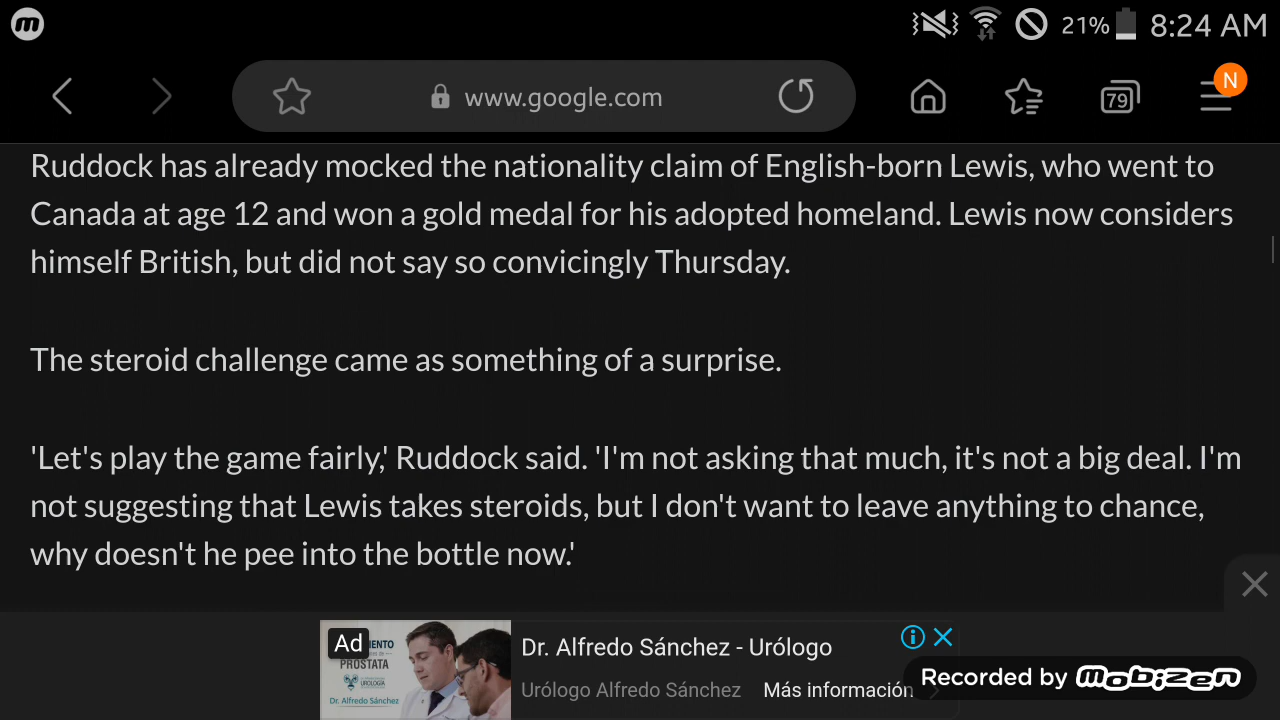 m
21% 8:24 AM
www.google.com
79
N
Ruddock has already mocked the nationality claim of English-born Lewis, who went to
Canada at age 12 and won a gold medal for his adopted homeland. Lewis now considers
himself British, but did not say so convicingly Thursday.
The steroid challenge came as something of a surprise.
'Let's play the game fairly,' Ruddock said. 'I'm not asking that much, it's not a big deal. I'm
not suggesting that Lewis takes steroids, but I don't want to leave anything to chance,
why doesn't he pee into the bottle now.'
Ad
PRÓSTATA
UROLOGÍA
Dr. Alfredo Sánchez
Dr. Alfredo Sánchez - Urólogo
Urólogo Alfredo Sánchez Más información
Recorded by mobizen